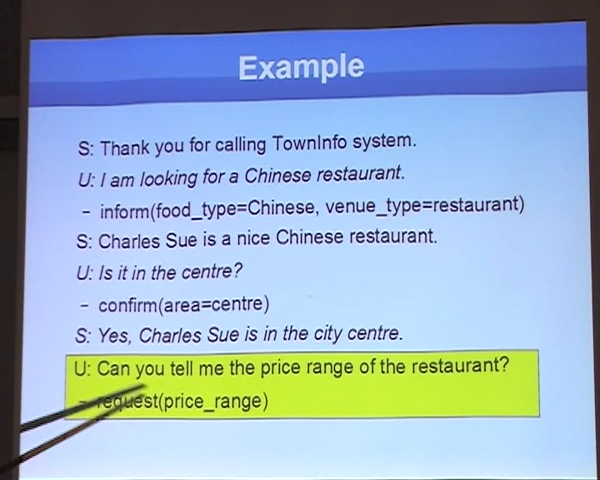 Example
S: Thank you for calling TownInfo system.
U: I am looking for a Chinese restaurant.
– inform(food_type=Chinese, venue_type=restaurant)
S: Charles Sue is a nice Chinese restaurant.
U: Is it in the centre?
– confirm(area=centre)
S: Yes, Charles Sue is in the city centre.
U: Can you tell me the price range of the restaurant?
– request(price_range)